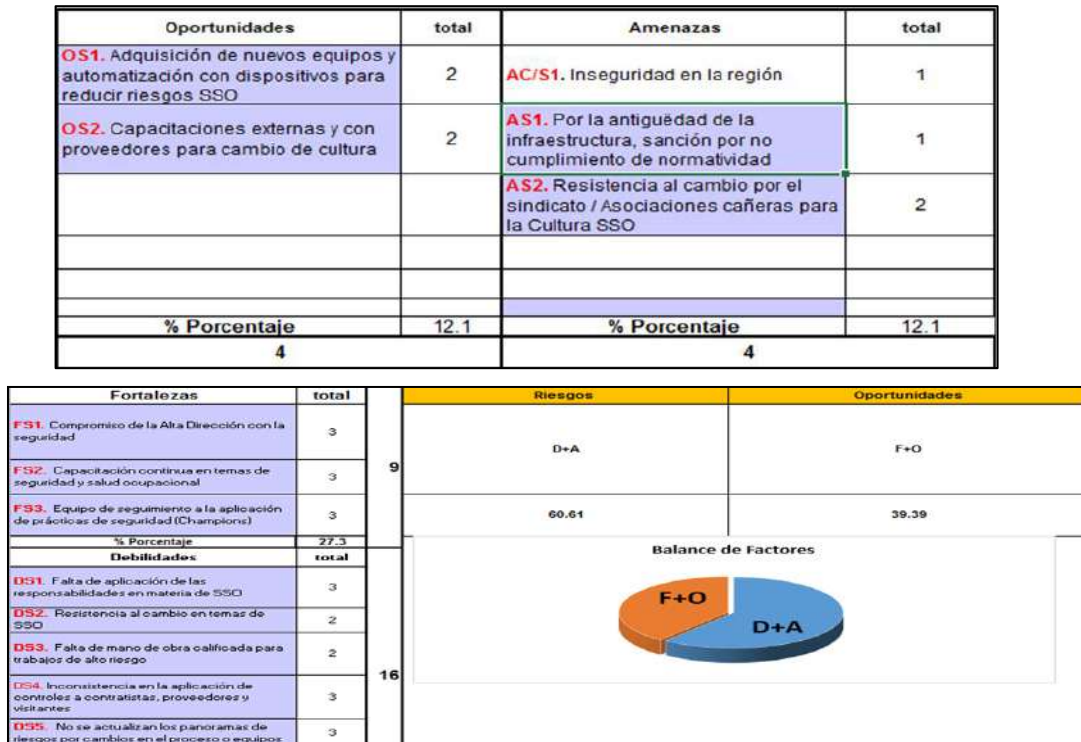 Oportunidades total Amenazas total
OS1. Adquisición de nuevos equipos y
automatización con dispositivos para
reducir riesgos SSO
2
AC/S1. Inseguridad en la región
1
OS2. Capacitaciones externas y con
proveedores para cambio de cultura
2
AS1. Por la antigüedad de la
infraestructura, sanción por no
cumplimiento de normatividad
1
AS2. Resistencia al cambio por el
sindicato / Asociaciones cañeras para
la Cultura SSO
2
% Porcentaje 12.1 % Porcentaje 12.1
4 4
Fortalezas total Riesgos Oportunidades
FS1. Compromiso de la Alta Dirección con la
seguridad
3
D+A F+O
FS2. Capacitación continua en temas de
seguridad y salud ocupacional
3
9
FS3. Equipo de seguimiento a la aplicación
de prácticas de seguridad (Champions)
3
60.61 39.39
% Porcentaje 27.3
Debilidades total
Balance de Factores
F+O
D+A
DS1. Falta de aplicación de las
responsabilidades en materia de SSO
3
DS2. Resistencia al cambio en temas de
SSO
2
DS3. Falta de mano de obra calificada para
trabajos de alto riesgo
2
16
DS4. Inconsistencia en la aplicación de
controles a contratistas, proveedores y
visitantes
3
DS5. No se actualizan los panoramas de
riesgos por cambios en el proceso o equipos
3